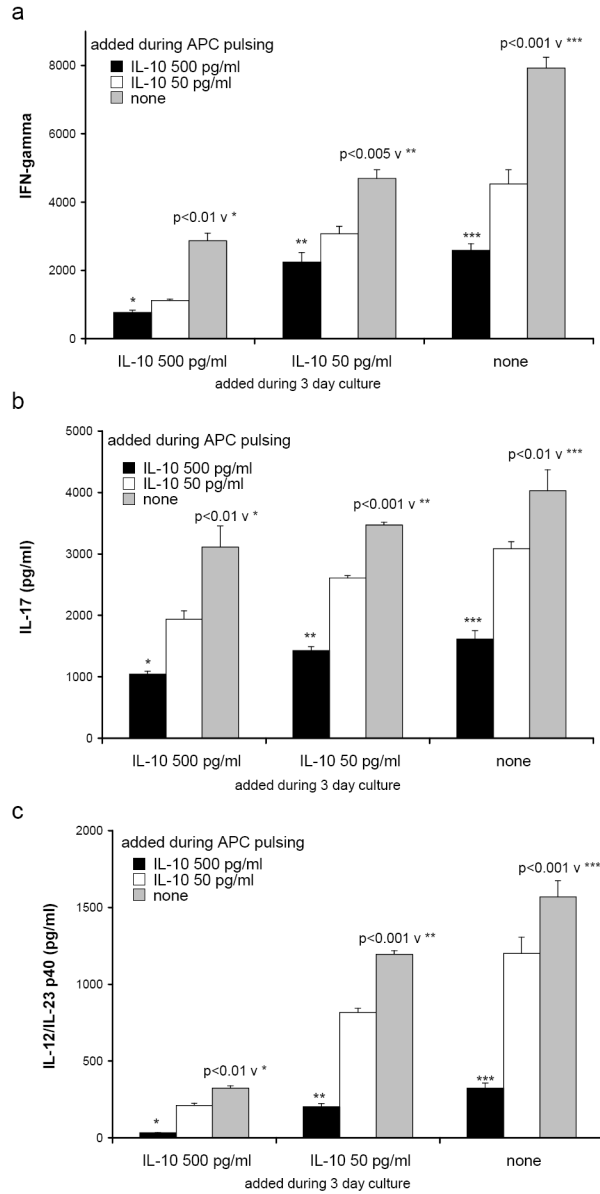 a
added during APC pulsing
IL-10 500 pg/ml
IL-10 50 pg/ml
none
p<0.001 v ***
p<0.005 v **
p<0.01 v *
IFN-gamma
8000
6000
4000
2000
0
*
**
***
IL-10 500 pg/ml IL-10 50 pg/ml none
added during 3 day culture
b
added during APC pulsing
IL-10 500 pg/ml
IL-10 50 pg/ml
none
p<0.01 v ***
p<0.001 v **
p<0.01 v *
IL-17 (pg/ml)
5000
4000
3000
2000
1000
0
*
**
***
IL-10 500 pg/ml IL-10 50 pg/ml none
added during 3 day culture
c
added during APC pulsing
IL-10 500 pg/ml
IL-10 50 pg/ml
none
p<0.001 v ***
p<0.001 v **
p<0.01 v *
IL-12/IL-23 p40 (pg/ml)
2000
1500
1000
500
0
*
**
***
IL-10 500 pg/ml IL-10 50 pg/ml none
added during 3 day culture